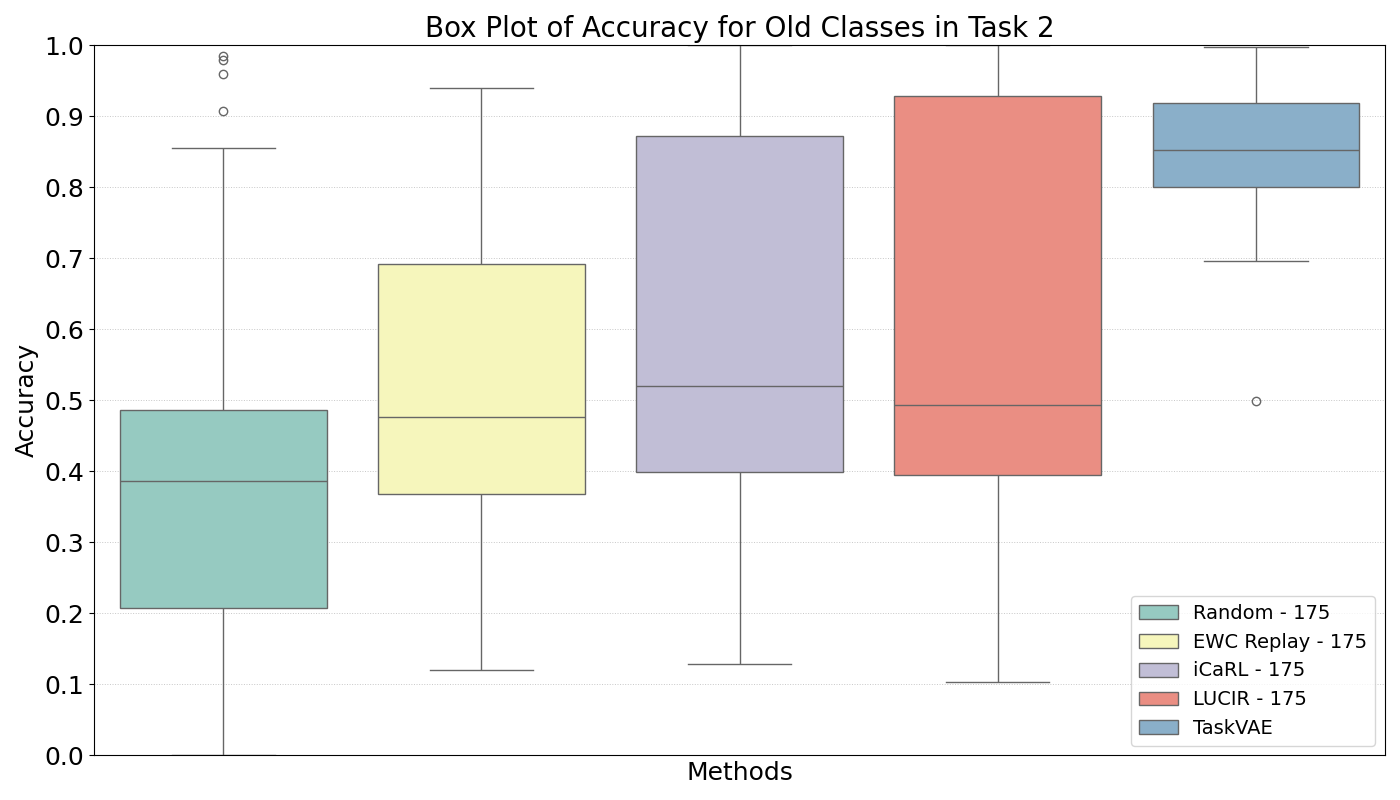 Box Plot of Accuracy for Old Classes in Task 2
Accuracy
1.0
0.9
0.8
0.7
0.6
0.5
0.4
0.3
0.2
0.1
0.0
Methods
Random - 175
EWC Replay - 175
iCaRL - 175
LUCIR - 175
TaskVAE